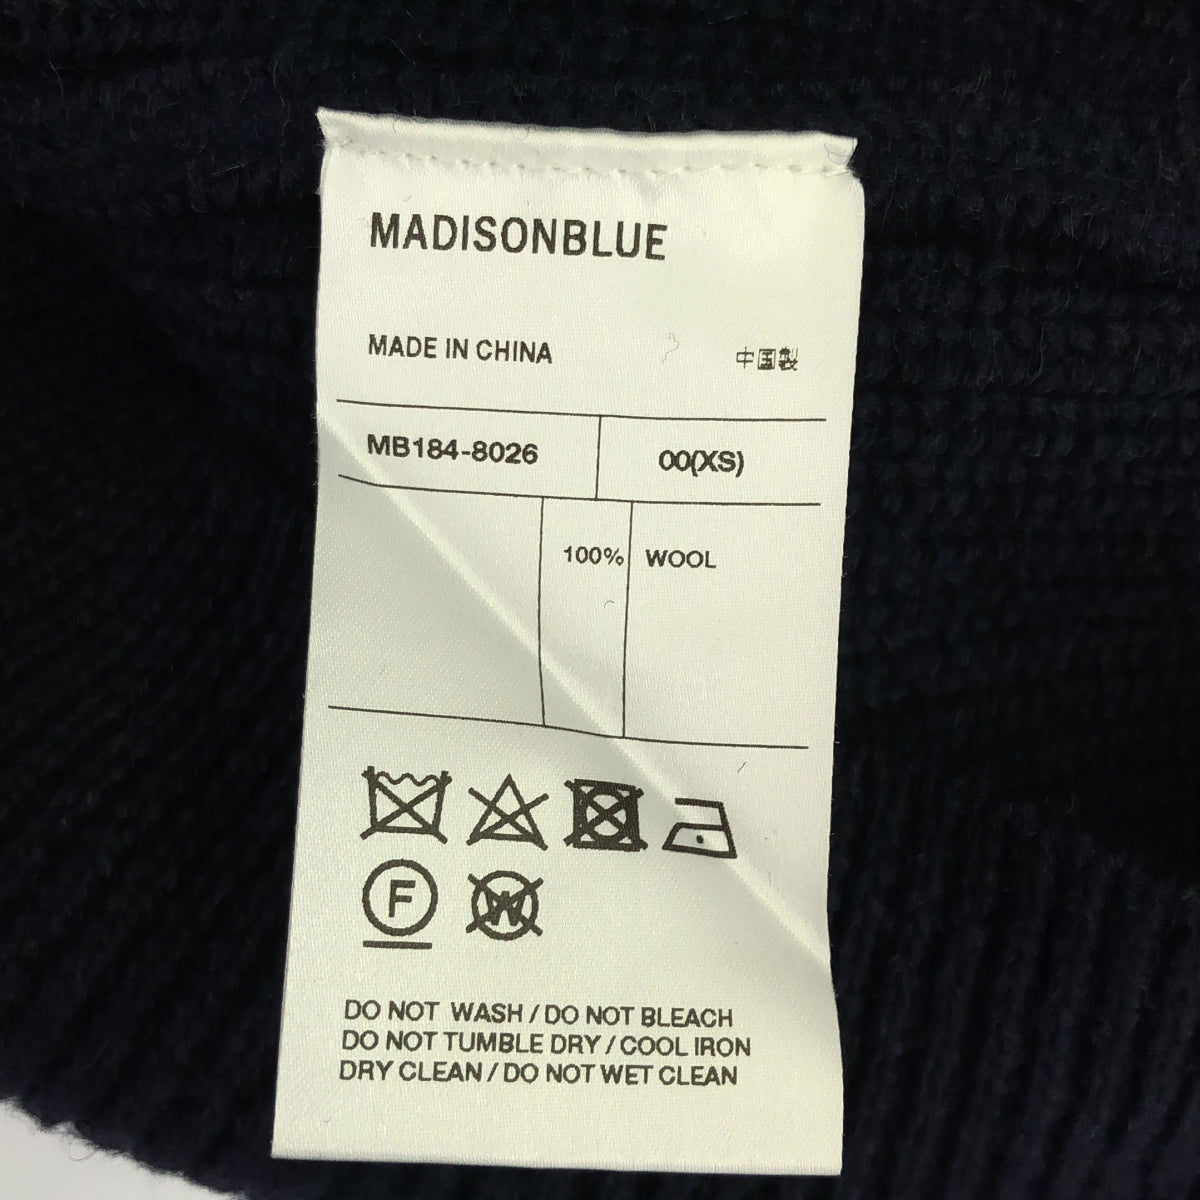 MADISONBLUE
MADE IN CHINA 中国製
MB184-8026 00(XS)
100% WOOL
F W
DO NOT WASH / DO NOT BLEACH
DO NOT TUMBLE DRY / COOL IRON
DRY CLEAN / DO NOT WET CLEAN